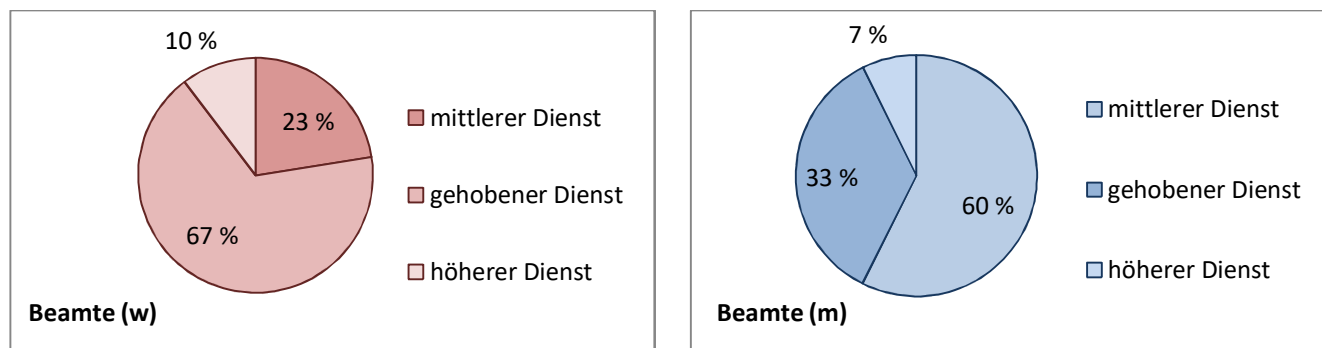 10 %
23 %
67 %
mittlerer Dienst
gehobener Dienst
höherer Dienst
Beamte (w)
7 %
33 %
60 %
mittlerer Dienst
gehobener Dienst
höherer Dienst
Beamte (m)